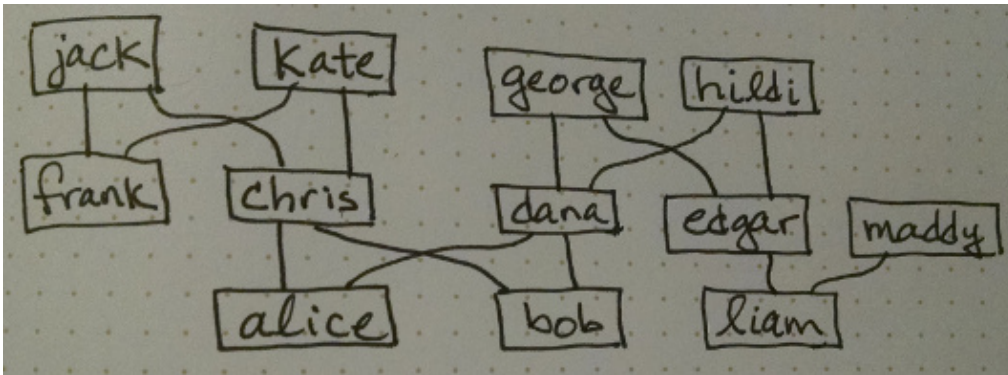 jack Kate george hildi
frank chris dana edgar maddy
alice bob liam